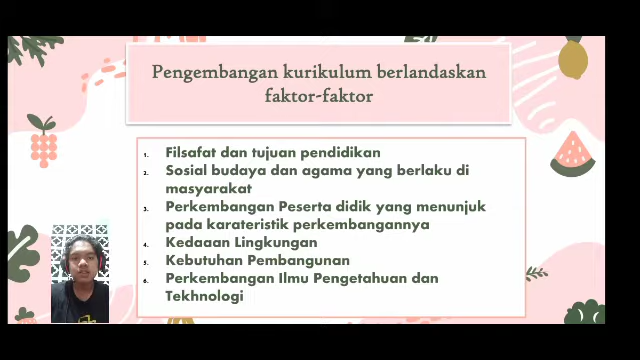 Pengembangan kurikulum berlandaskan
faktor-faktor
1. Filsafat dan tujuan pendidikan
2. Sosial budaya dan agama yang berlaku di
masyarakat
3. Perkembangan Peserta didik yang menunjuk
pada karateristik perkembangannya
4. Kedaaan Lingkungan
5. Kebutuhan Pembangunan
6. Perkembangan Ilmu Pengetahuan dan
Tekhnologi